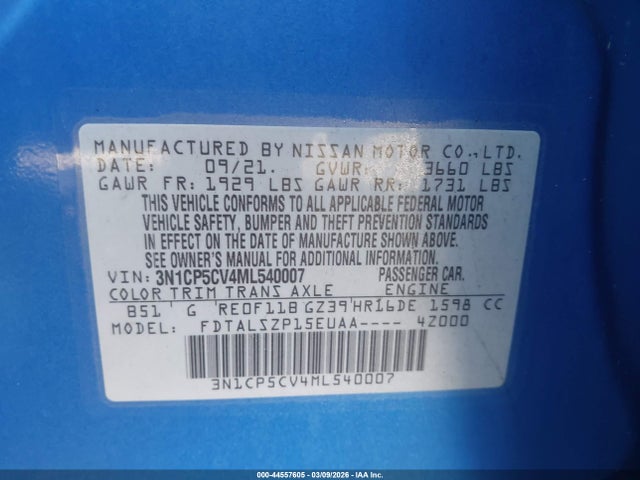 MANUFACTURED BY NISSAN MOTOR CO.,LTD.
DATE: 09/21. GVWR: 3660 LBS
GAWR FR: 1929 LBS GAWR RR: 1731 LBS
THIS VEHICLE CONFORMS TO ALL APPLICABLE FEDERAL MOTOR
VEHICLE SAFETY, BUMPER AND THEFT PREVENTION STANDARDS
IN EFFECT ON THE DATE OF MANUFACTURE SHOWN ABOVE.
SEE OWNER'S MANUAL FOR ADDITIONAL INFORMATION.
VIN: 3N1CP5CV4ML540007 PASSENGER CAR.
COLOR TRIM TRANS AXLE ENGINE
B51 G RE0F11B GZ39 HR16DE 1598 CC
MODEL: FDTALSZP15EUAA---- 4Z000
3N1CP5CV4ML540007
000-44557605 | 03/09/2026 | IAA Inc.